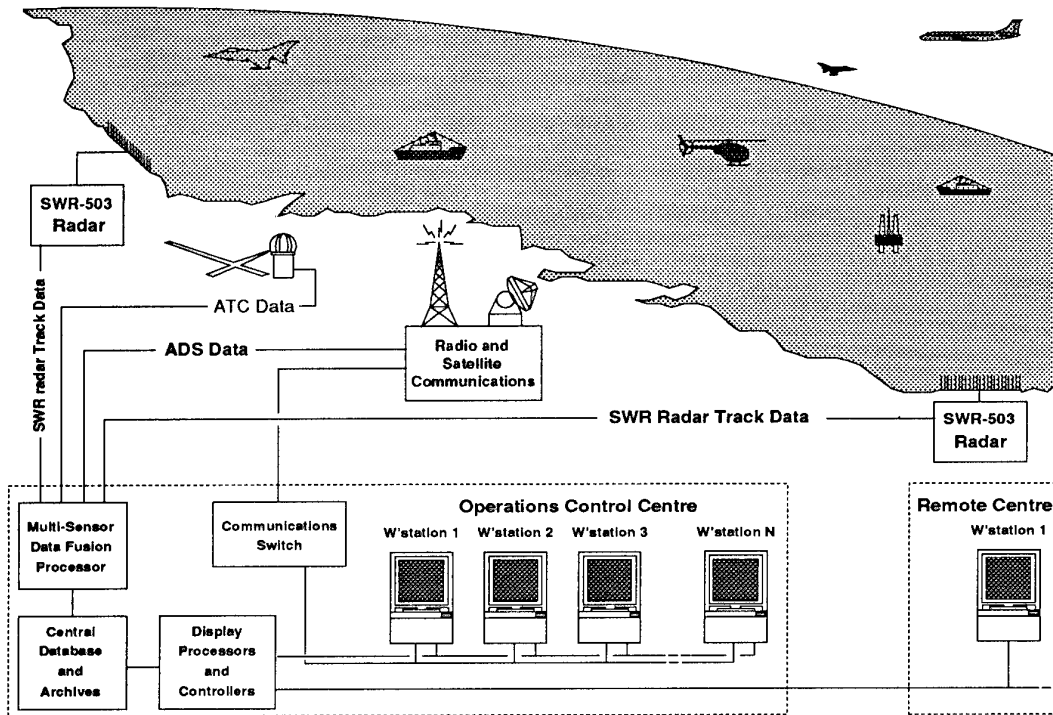 SWR-503
Radar
SWR radar Track Data
ATC Data
ADS Data
Radio and
Satellite
Communications
SWR Radar Track Data
SWR-503
Radar
Operations Control Centre
Remote Centre
Multi-Sensor
Data Fusion
Processor
Communications
Switch
W'station 1
W'station 2
W'station 3
W'station N
W'station 1
Central
Database
and
Archives
Display
Processors
and
Controllers